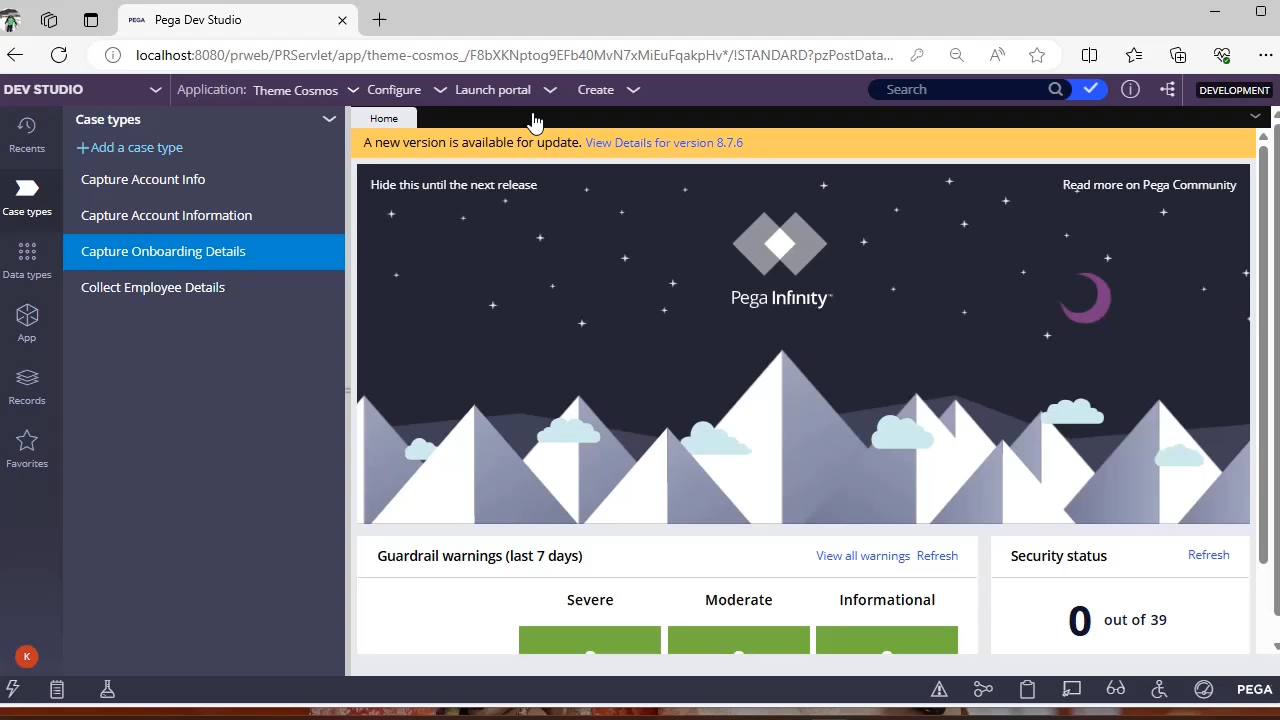 PEGA Pega Dev Studio
localhost:8080/prweb/PRServlet/app/theme-cosmos_/F8bXKNptog9EFb40MvN7xMiEuFqakpHv*/!STANDARD?pzPostData...
DEV STUDIO Application: Theme Cosmos Configure Launch portal Create Search DEVELOPMENT
Recents
Case types
Data types
App
Records
Favorites
K
Case types
Add a case type
Capture Account Info
Capture Account Information
Capture Onboarding Details
Collect Employee Details
Home
A new version is available for update. View Details for version 8.7.6
Hide this until the next release Read more on Pega Community
Pega Infinity™
Guardrail warnings (last 7 days) View all warnings Refresh
Severe Moderate Informational
Security status Refresh
0 out of 39
PEGA